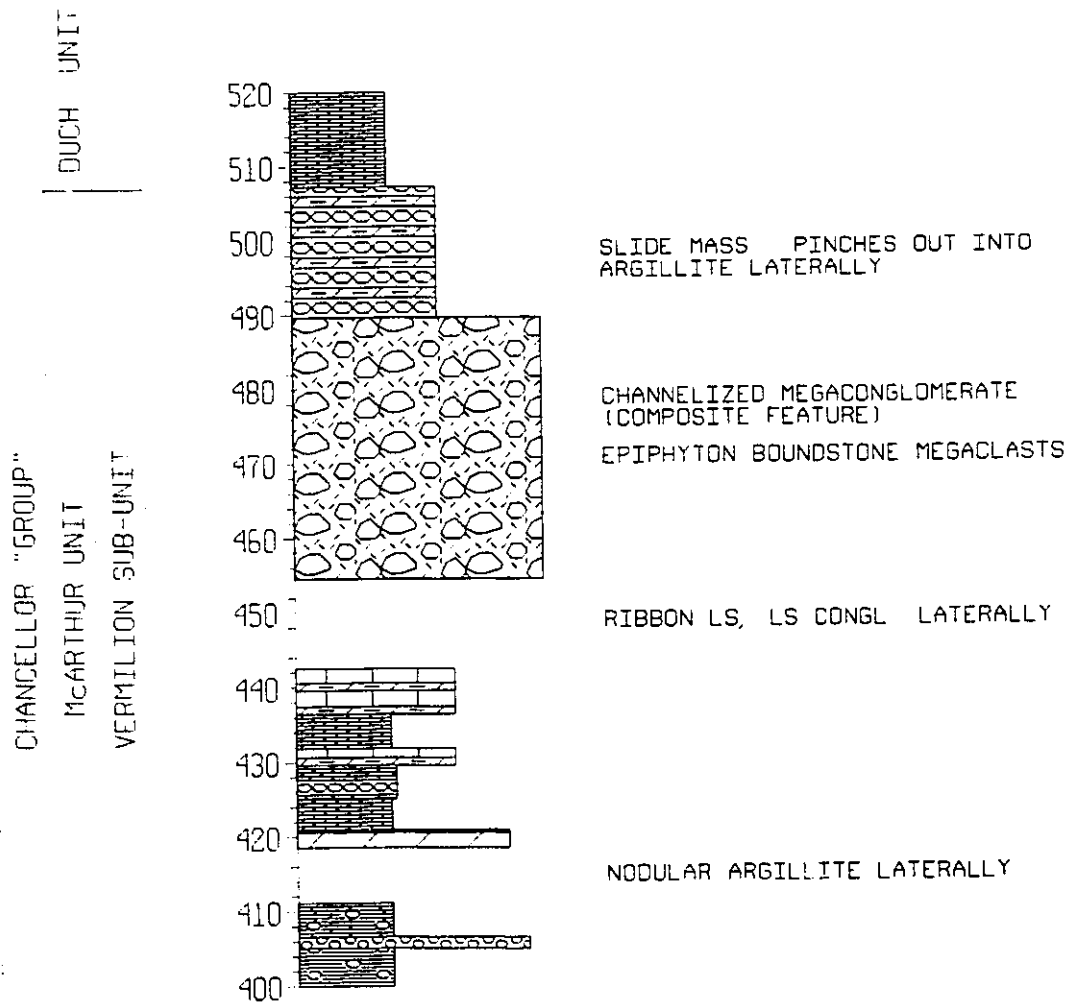 DUCH UNIT
CHANCELLOR "GROUP"
McARTHUR UNIT
VERMILION SUB-UNIT
520
510
500
490
480
470
460
450
440
430
420
410
400
SLIDE MASS PINCHES OUT INTO
ARGILLITE LATERALLY
CHANNELIZED MEGACONGLOMERATE
(COMPOSITE FEATURE)
EPIPHYTON BOUNDSTONE MEGACLASTS
RIBBON LS, LS CONGL LATERALLY
NODULAR ARGILLITE LATERALLY